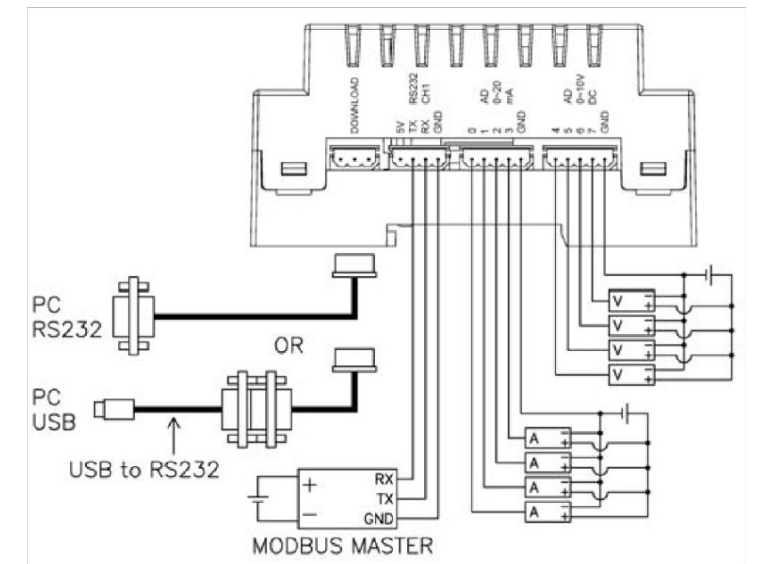 DOWNLOAD
5V
TX
RX
GND
RS232
CH1
0
1
2
3
GND
AD
0~20
mA
4
5
6
7
GND
AD
0~10V
DC
PC
RS232
OR
PC
USB
USB to RS232
+
−
RX
TX
GND
MODBUS MASTER
V − +
V − +
V − +
V − +
A − +
A − +
A − +
A − +